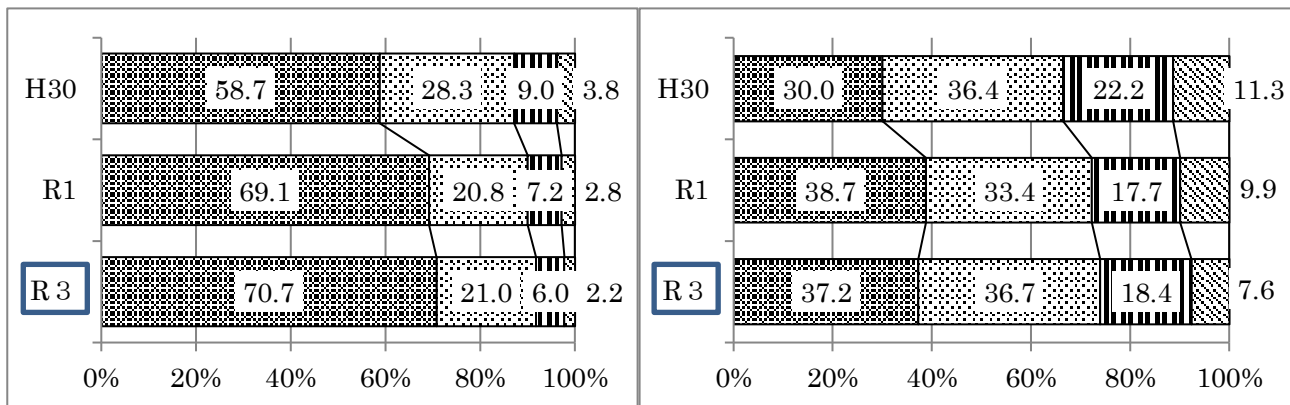 H30 58.7 28.3 9.0 3.8
R1 69.1 20.8 7.2 2.8
R３ 70.7 21.0 6.0 2.2
0% 20% 40% 60% 80% 100%
H30 30.0 36.4 22.2 11.3
R1 38.7 33.4 17.7 9.9
R３ 37.2 36.7 18.4 7.6
0% 20% 40% 60% 80% 100%